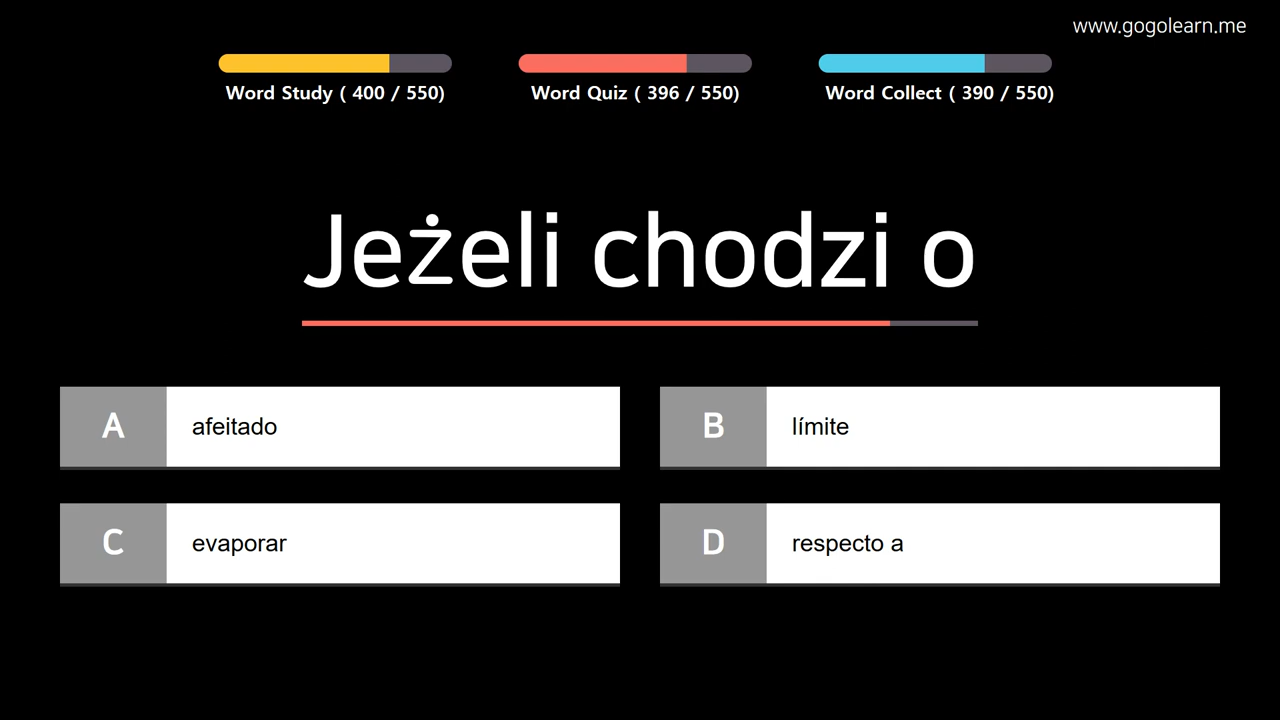 www.gogolearn.me
Word Study ( 400 / 550)
Word Quiz ( 396 / 550)
Word Collect ( 390 / 550)
Jeżeli chodzi o
A afeitado
B límite
C evaporar
D respecto a